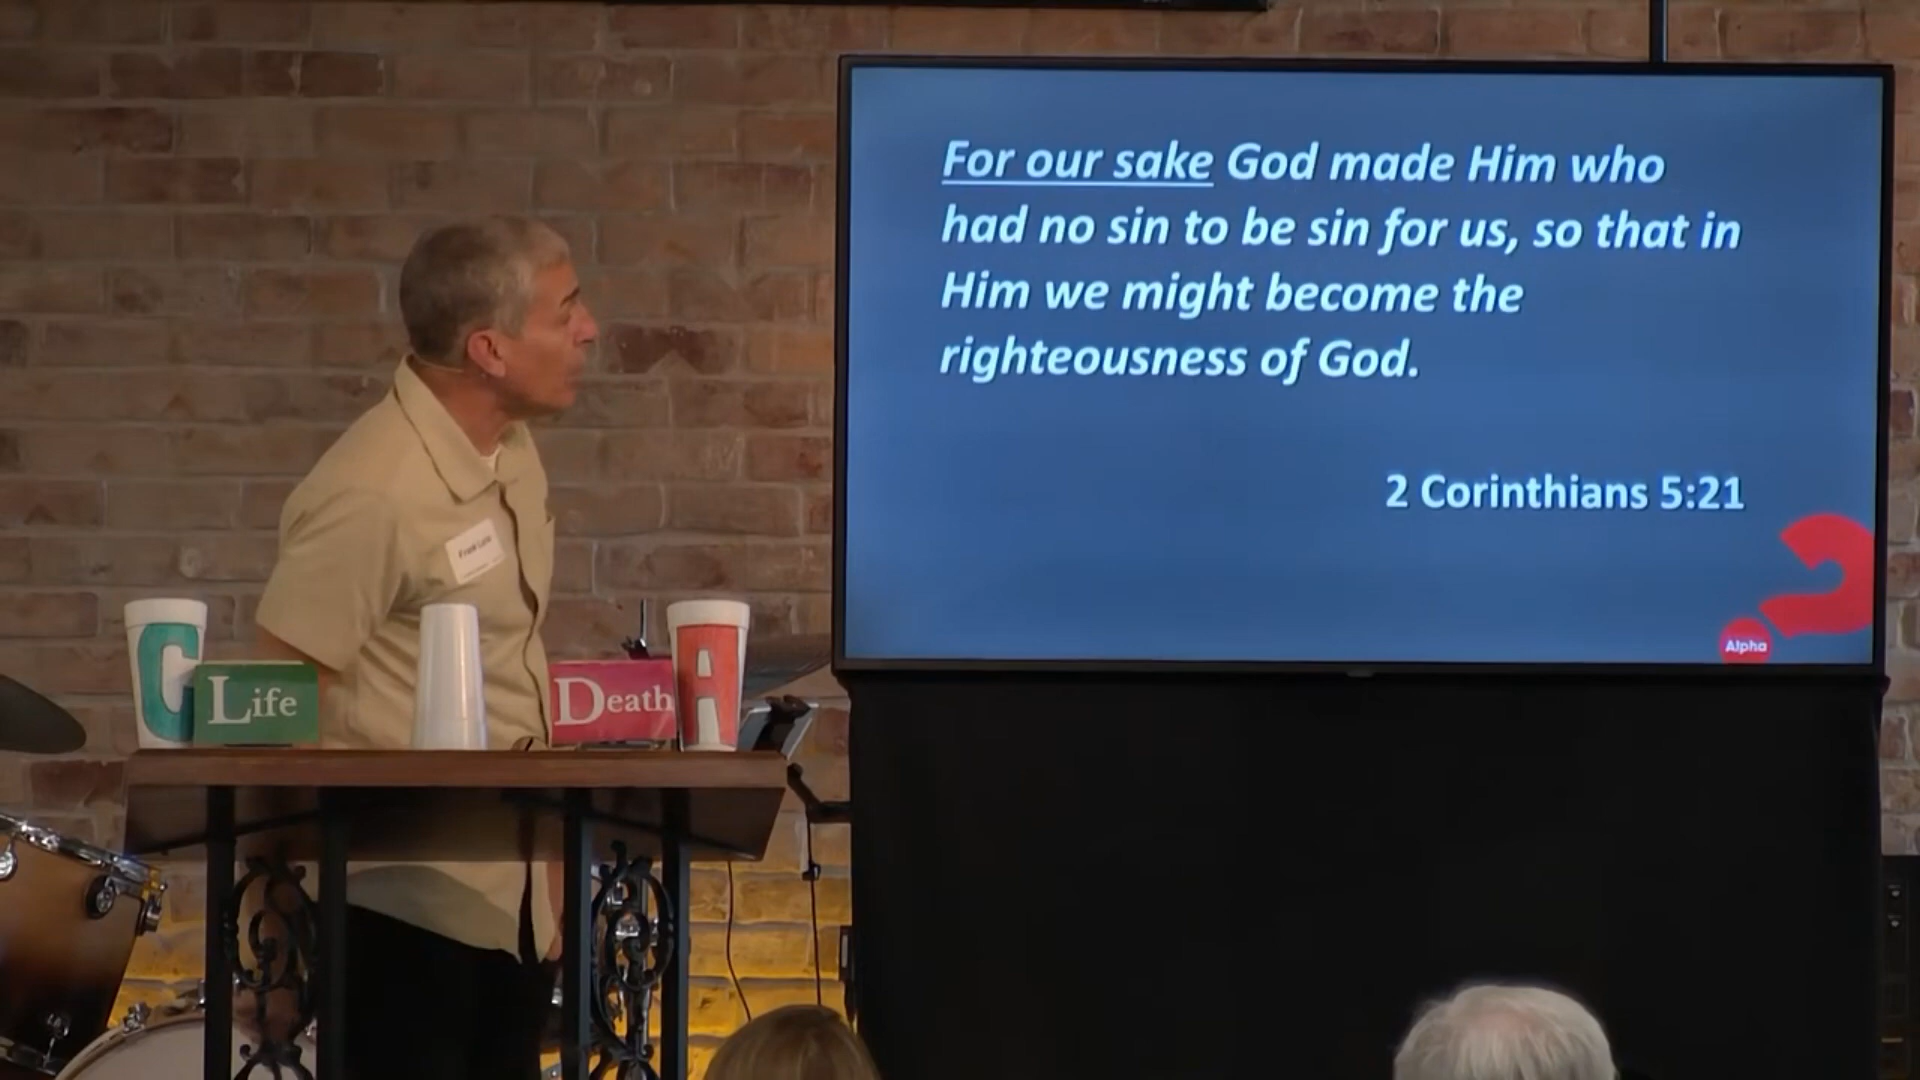 For our sake God made Him who
had no sin to be sin for us, so that in
Him we might become the
righteousness of God.
2 Corinthians 5:21
Alpha
C
Life
Death
A